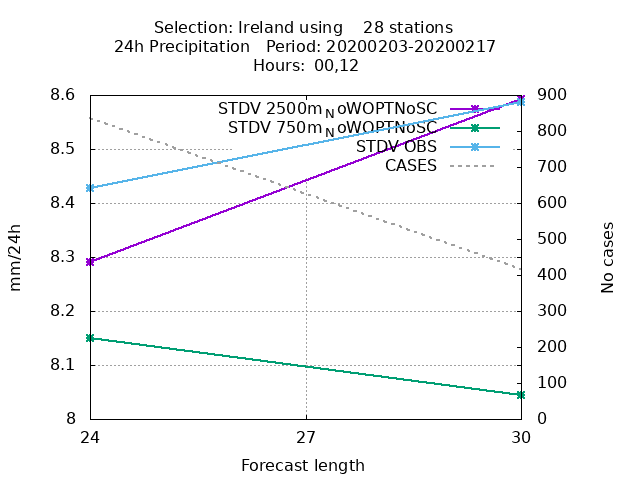 Selection: Ireland using 28 stations
24h Precipitation Period: 20200203-20200217
Hours: 00,12
8.6 STDV 2500m_NoWOPTNoSC 900
STDV 750m_NoWOPTNoSC 800
8.5 STDV OBS
CASES 700
8.4 600
500
8.3 400
8.2 300
200
8.1 100
8 0
24 27 30
mm/24h
No cases
Forecast length